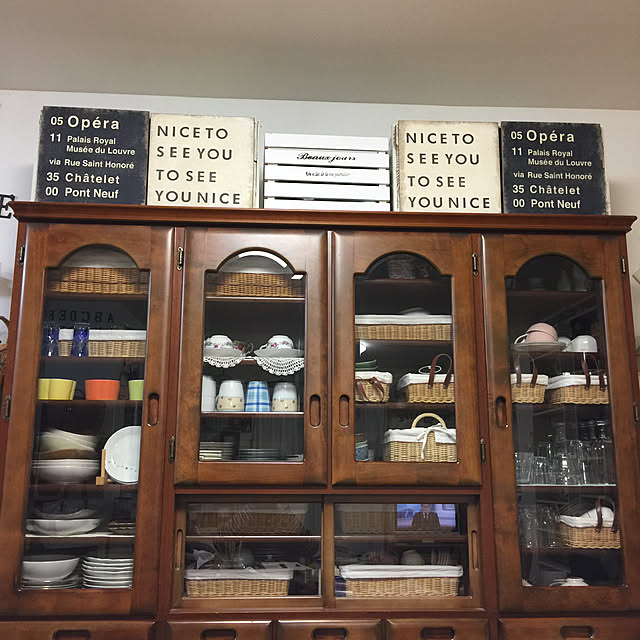 05 Opéra
11 Palais Royal
Musée du Louvre
via Rue Saint Honoré
35 Châtelet
00 Pont Neuf
NICE TO
SEE YOU
TO SEE
YOU NICE
Beaux jours
NICE TO
SEE YOU
TO SEE
YOU NICE
05 Opéra
11 Palais Royal
Musée du Louvre
via Rue Saint Honoré
35 Châtelet
00 Pont Neuf
ABCDEF